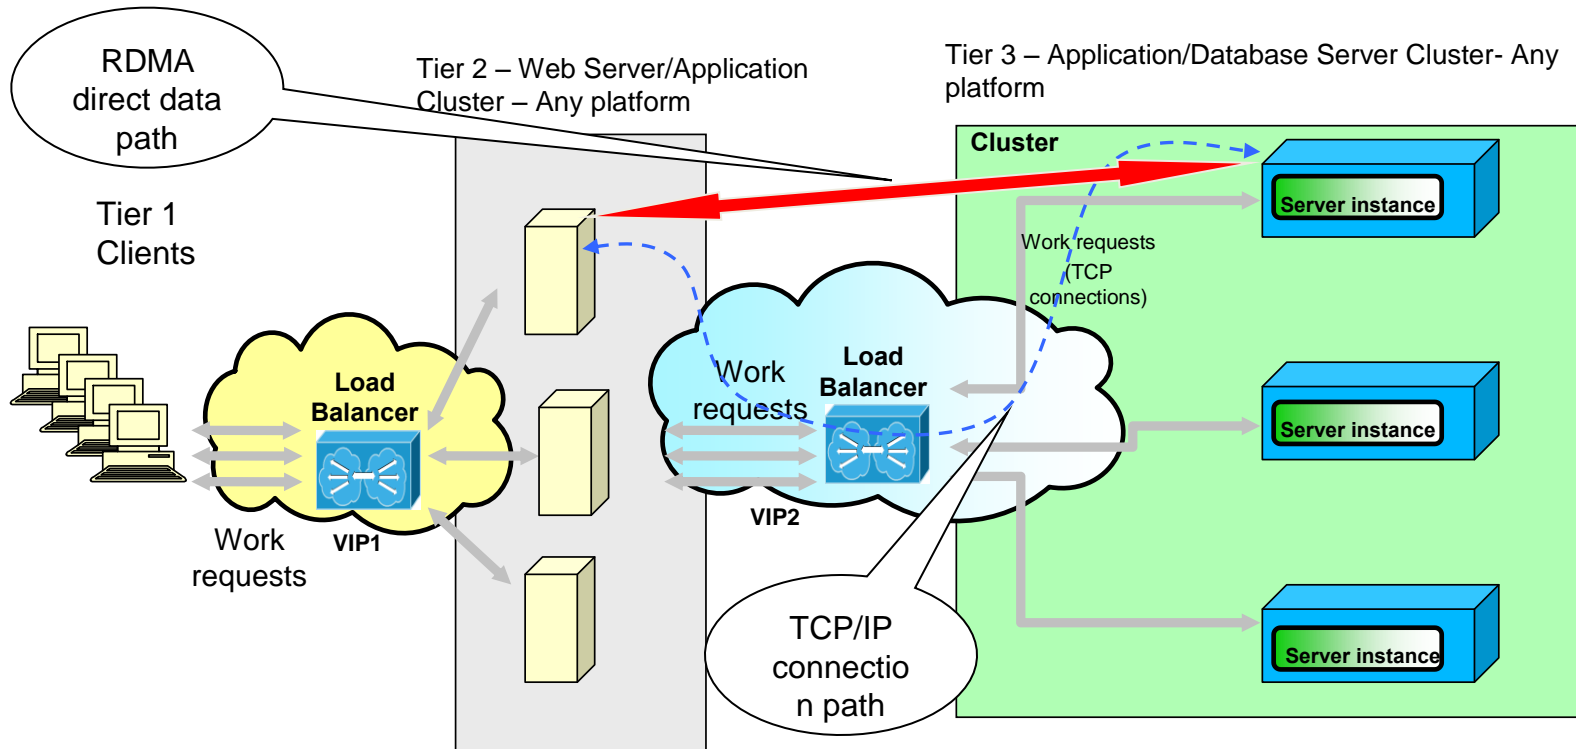 RDMA
direct data
path
Tier 2 – Web Server/Application
Cluster – Any platform
Tier 3 – Application/Database Server Cluster- Any
platform
Cluster
Tier 1
Clients
Server instance
Work requests
(TCP
connections)
Load
Balancer
Work
requests
Load
Balancer
Server instance
VIP1
VIP2
Work
requests
TCP/IP
connectio
n path
Server instance